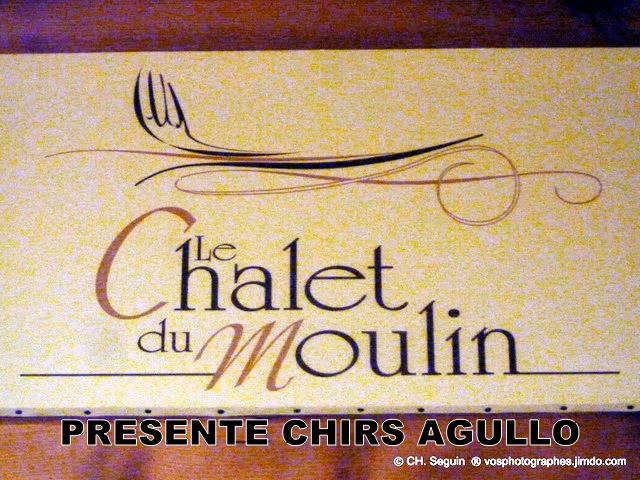 Le
Chalet
du Moulin
PRESENTE CHIRS AGULLO
© CH. Seguin ® vosphotographes.jimdo.com